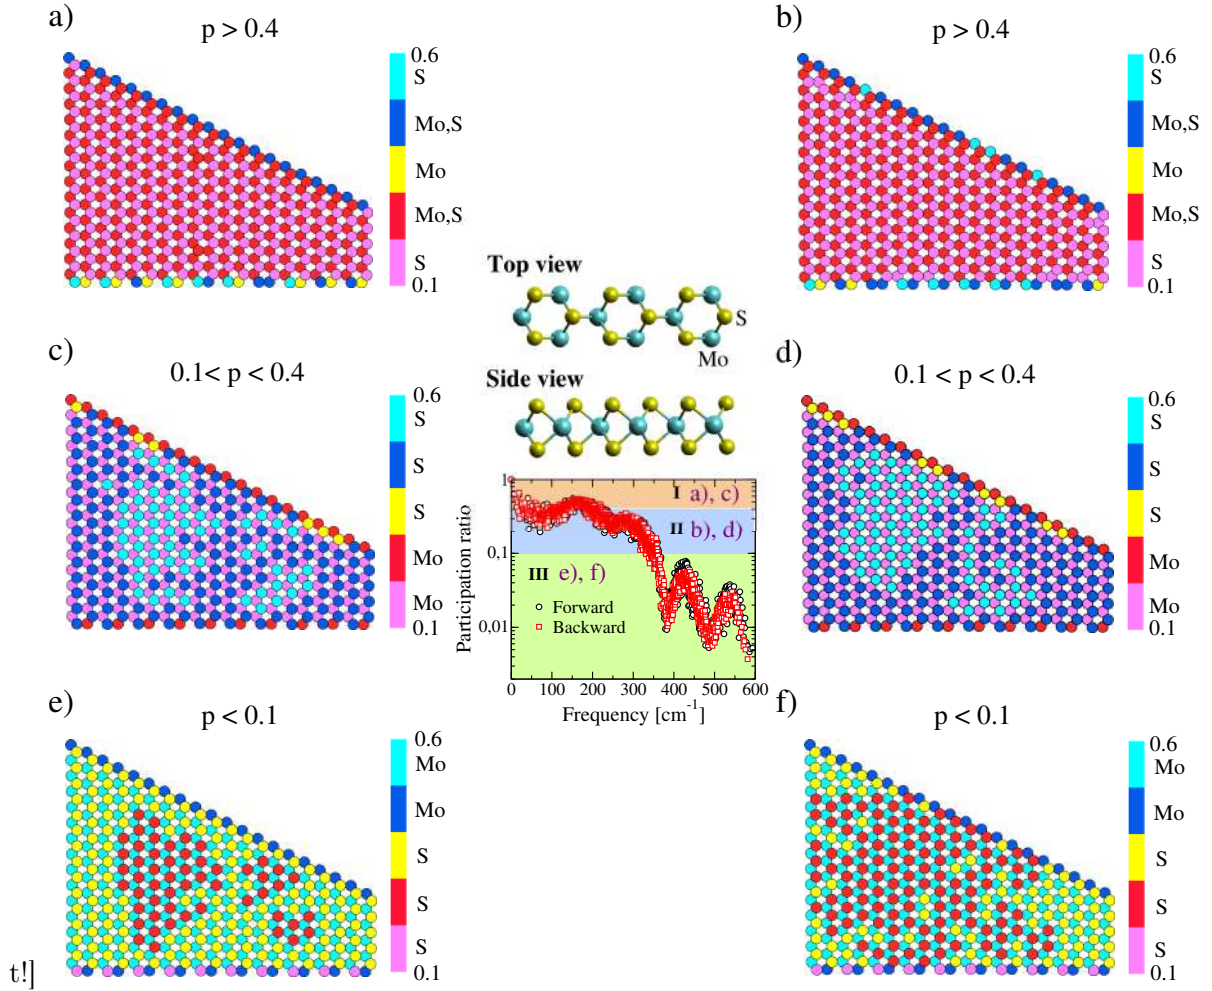 a)
p > 0.4
0.6
S
Mo,S
Mo
Mo,S
S
0.1
b)
p > 0.4
0.6
S
Mo,S
Mo
Mo,S
S
0.1
Top view
S
Mo
Side view
c)
0.1< p < 0.4
0.6
S
S
S
Mo
Mo
0.1
d)
0.1 < p < 0.4
0.6
S
S
S
Mo
Mo
0.1
Participation ratio
1
0.1
0,01
I a), c)
II b), d)
III e), f)
Forward
Backward
0 100 200 300 400 500 600
Frequency [cm⁻¹]
e)
p < 0.1
0.6
Mo
Mo
S
S
S
0.1
f)
p < 0.1
0.6
Mo
Mo
S
S
S
0.1
t!]